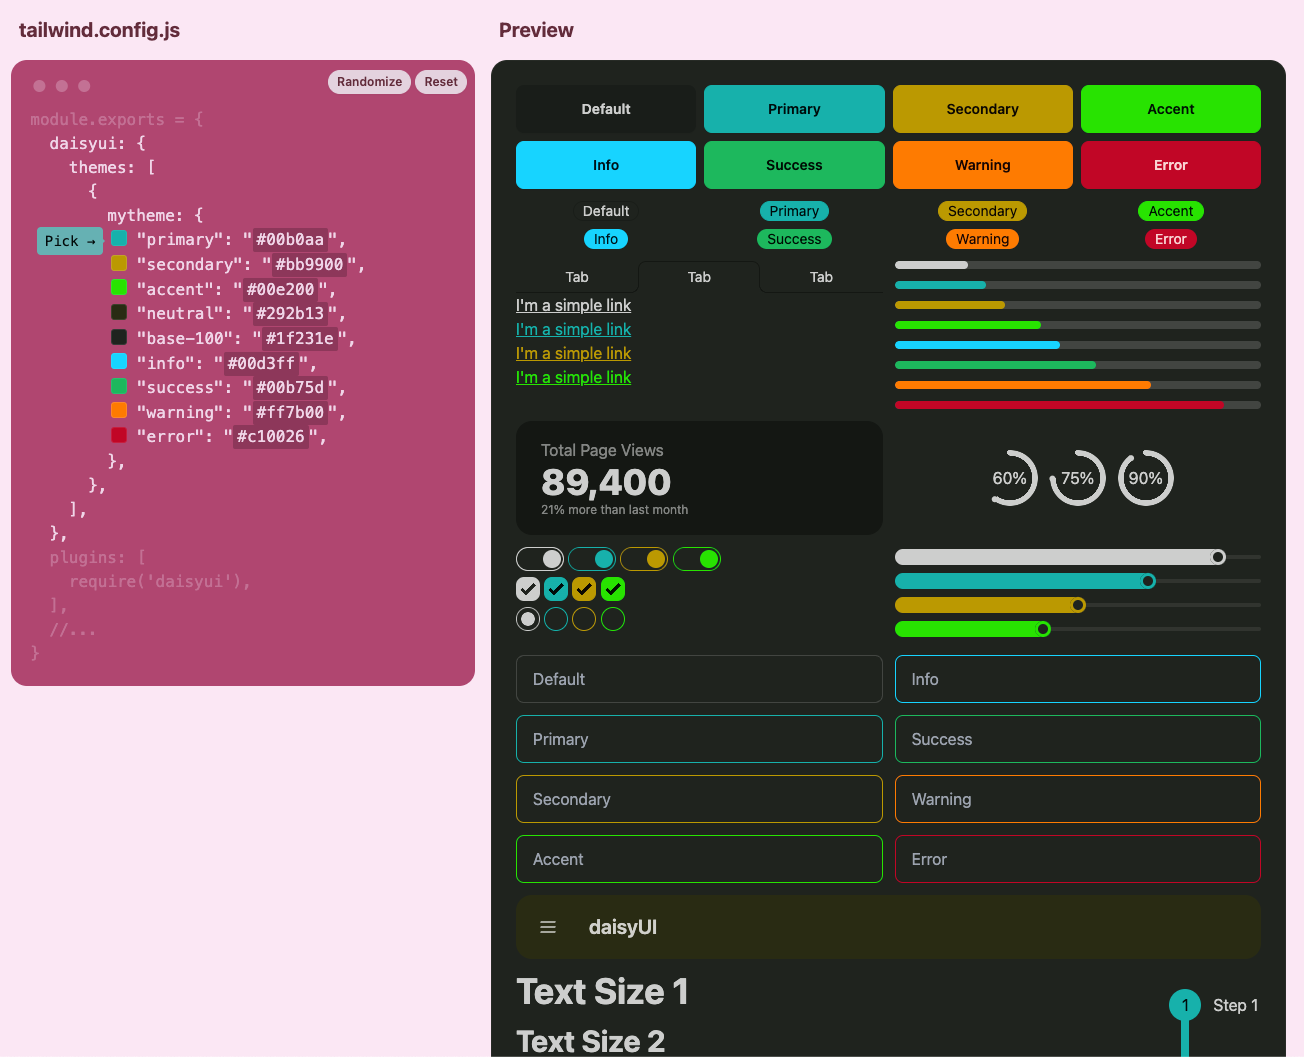 tailwind.config.js
Randomize
Reset
module.exports = {
daisyui: {
themes: [
{
mytheme: {
Pick →
"primary": "#00b0aa",
"secondary": "#bb9900",
"accent": "#00e200",
"neutral": "#292b13",
"base-100": "#1f231e",
"info": "#00d3ff",
"success": "#00b75d",
"warning": "#ff7b00",
"error": "#c10026",
},
},
],
},
plugins: [
require('daisyui'),
],
//...
}
Preview
Default
Primary
Secondary
Accent
Info
Success
Warning
Error
Default
Primary
Secondary
Accent
Info
Success
Warning
Error
Tab
Tab
Tab
I'm a simple link
I'm a simple link
I'm a simple link
I'm a simple link
Total Page Views
89,400
21% more than last month
60%
75%
90%
Default
Info
Primary
Success
Secondary
Warning
Accent
Error
daisyUI
Text Size 1
Text Size 2
1
Step 1